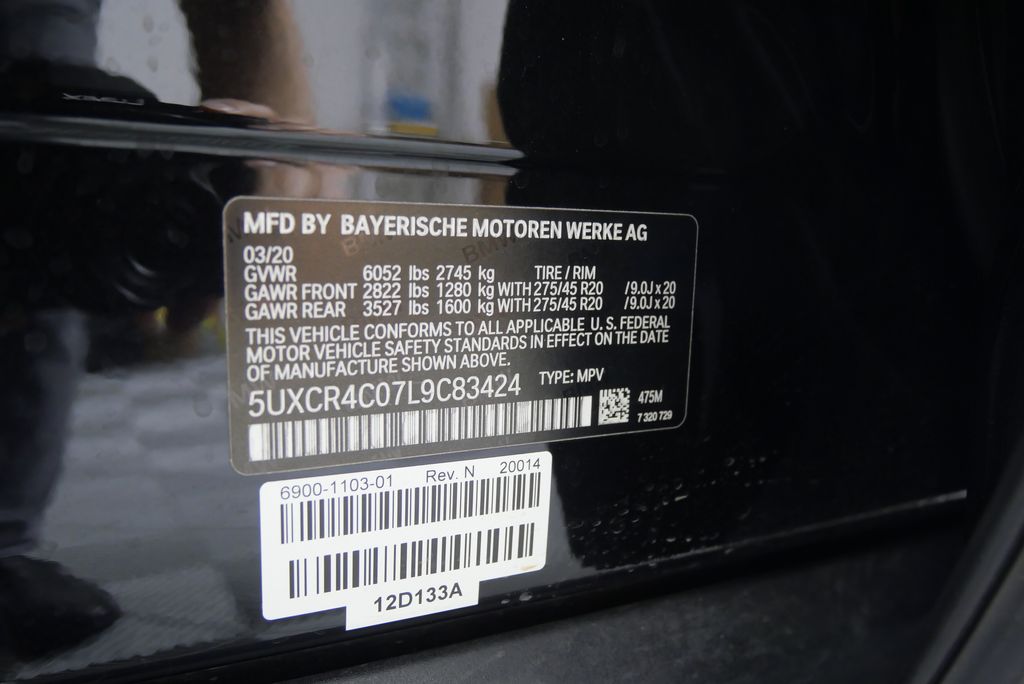 MFD BY BAYERISCHE MOTOREN WERKE AG
03/20
GVWR 6052 lbs 2745 kg TIRE / RIM
GAWR FRONT 2822 lbs 1280 kg WITH 275/45 R20 /9.0J x 20
GAWR REAR 3527 lbs 1600 kg WITH 275/45 R20 /9.0J x 20
THIS VEHICLE CONFORMS TO ALL APPLICABLE U. S. FEDERAL
MOTOR VEHICLE SAFETY STANDARDS IN EFFECT ON THE DATE
OF MANUFACTURE SHOWN ABOVE.
5UXCR4C07L9C83424 TYPE: MPV
475M
7 320 729
6900-1103-01 Rev. N 20014
12D133A